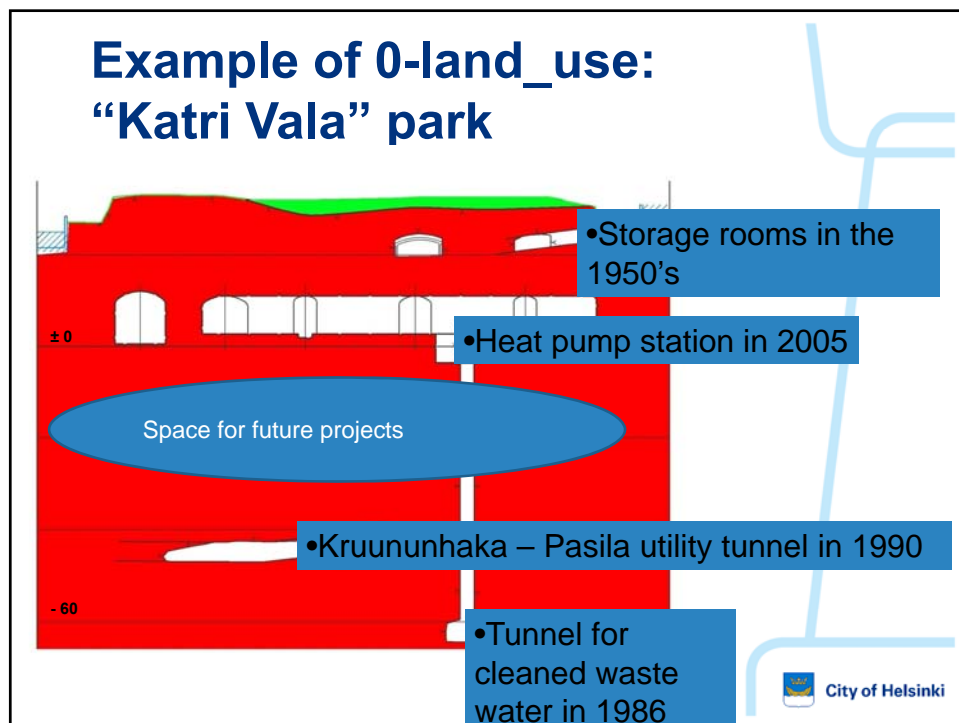 Example of 0-land_use:
“Katri Vala” park
•Storage rooms in the
1950’s
± 0
•Heat pump station in 2005
Space for future projects
•Kruununhaka – Pasila utility tunnel in 1990
- 60
•Tunnel for
cleaned waste
water in 1986
City of Helsinki